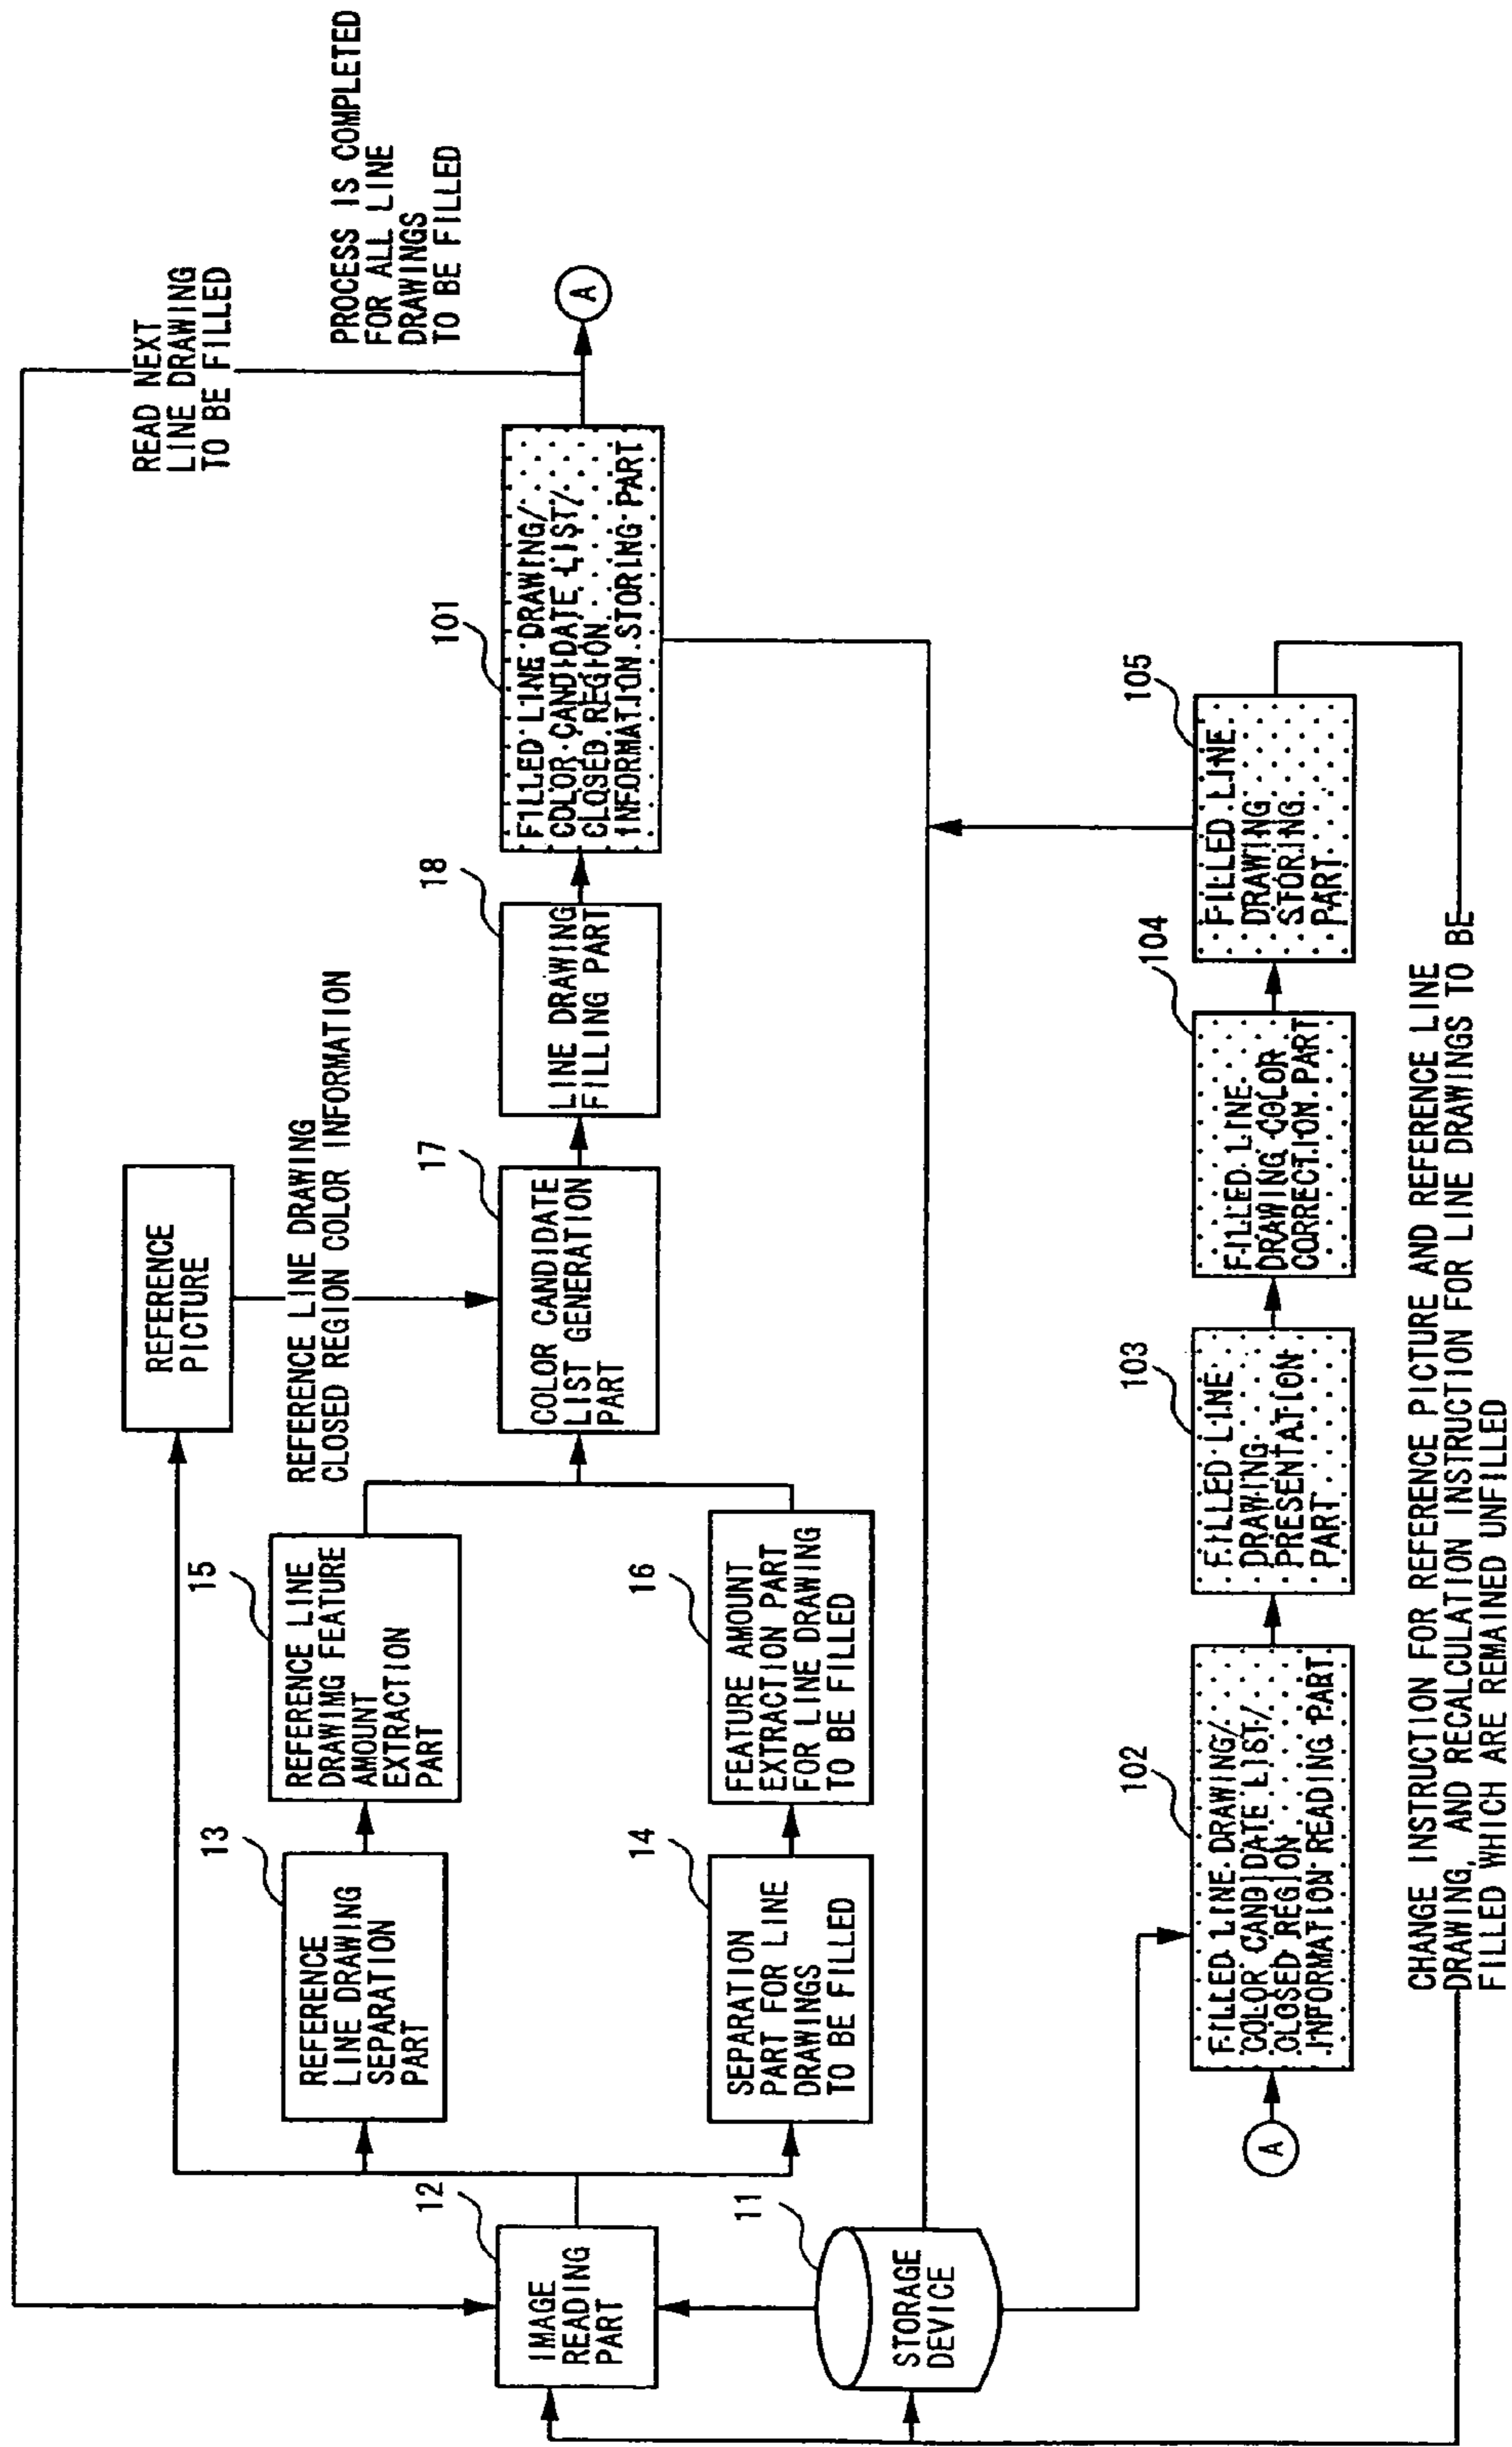 READ NEXT
LINE DRAWING
TO BE FILLED
PROCESS IS COMPLETED
FOR ALL LINE
DRAWINGS
TO BE FILLED
REFERENCE
PICTURE
REFERENCE LINE DRAWING
CLOSED REGION COLOR INFORMATION
12
IMAGE
READING
PART
13
REFERENCE
LINE DRAWING
SEPARATION
PART
15
REFERENCE LINE
DRAWIMG FEATURE
AMOUNT
EXTRACTION
PART
14
SEPARATION
PART FOR LINE
DRAWINGS
TO BE FILLED
16
FEATURE AMOUNT
EXTRACTION PART
FOR LINE DRAWING
TO BE FILLED
17
COLOR CANDIDATE
LIST GENERATION
PART
18
LINE DRAWING
FILLING PART
101
FILLED LINE DRAWING/
COLOR CANDIDATE LIST/
CLOSED REGION
INFORMATION STORING PART
A
11
STORAGE
DEVICE
A
102
FILLED LINE DRAWING/
COLOR CANDIDATE LIST/
CLOSED REGION
INFORMATION READING PART
103
FILLED LINE
DRAWING
PRESENTATION
PART
104
FILLED LINE
DRAWING COLOR
CORRECTION PART
105
FILLED LINE
DRAWING
STORING
PART
CHANGE INSTRUCTION FOR REFERENCE PICTURE AND REFERENCE LINE
DRAWING, AND RECALCULATION INSTRUCTION FOR LINE DRAWINGS TO BE
FILLED WHICH ARE REMAINED UNFILLED